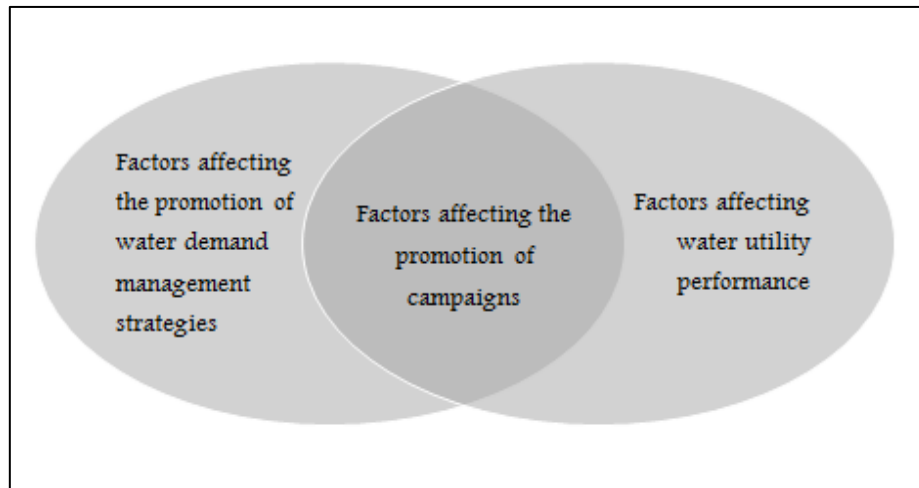 Factors affecting
the promotion of
water demand
management
strategies
Factors affecting the
promotion of
campaigns
Factors affecting
water utility
performance